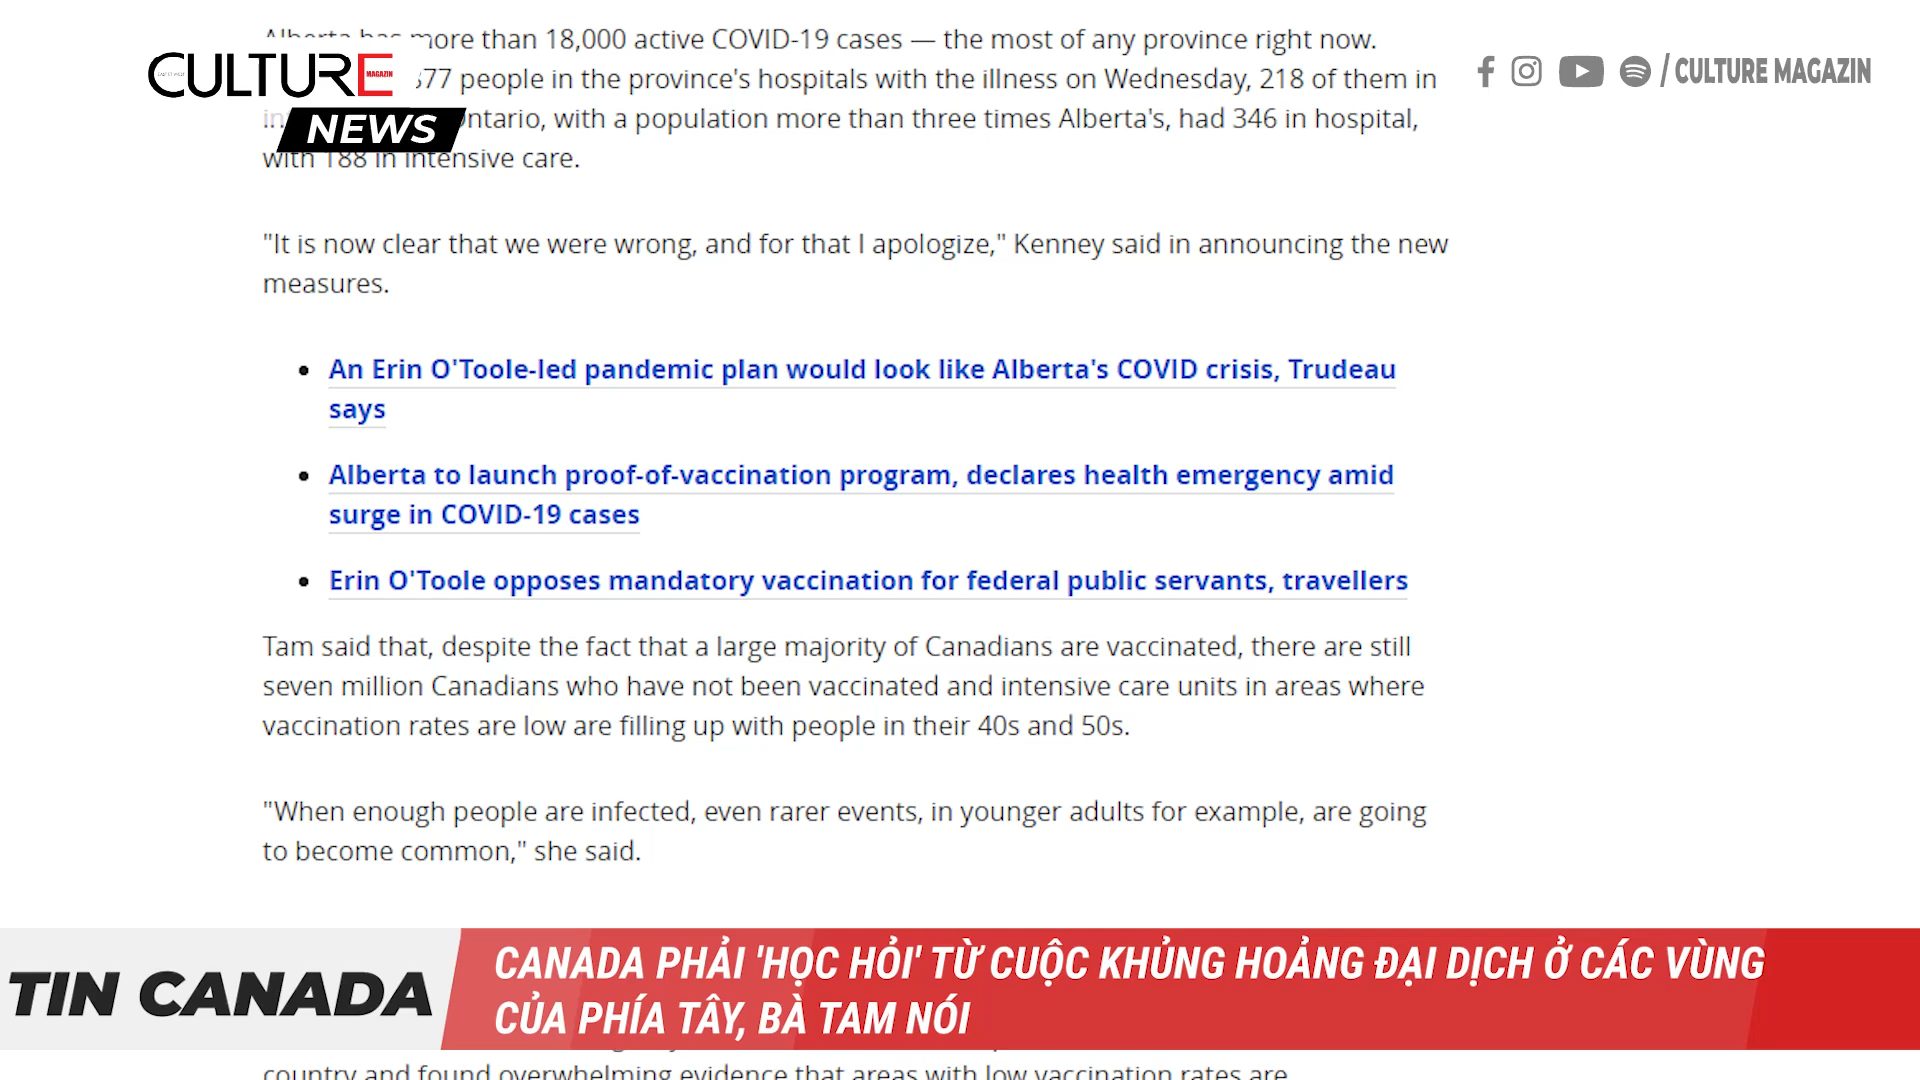 more than 18,000 active COVID-19 cases — the most of any province right now.
CULTURE
MAGAZIN
77 people in the province's hospitals with the illness on Wednesday, 218 of them in
/ CULTURE MAGAZIN
NEWS
Ontario, with a population more than three times Alberta's, had 346 in hospital,
with 188 in intensive care.
"It is now clear that we were wrong, and for that I apologize," Kenney said in announcing the new
measures.
• An Erin O'Toole-led pandemic plan would look like Alberta's COVID crisis, Trudeau
says
• Alberta to launch proof-of-vaccination program, declares health emergency amid
surge in COVID-19 cases
• Erin O'Toole opposes mandatory vaccination for federal public servants, travellers
Tam said that, despite the fact that a large majority of Canadians are vaccinated, there are still
seven million Canadians who have not been vaccinated and intensive care units in areas where
vaccination rates are low are filling up with people in their 40s and 50s.
"When enough people are infected, even rarer events, in younger adults for example, are going
to become common," she said.
TIN CANADA
CANADA PHẢI 'HỌC HỎI' TỪ CUỘC KHỦNG HOẢNG ĐẠI DỊCH Ở CÁC VÙNG
CỦA PHÍA TÂY, BÀ TAM NÓI
country and found overwhelming evidence that areas with low vaccination rates are